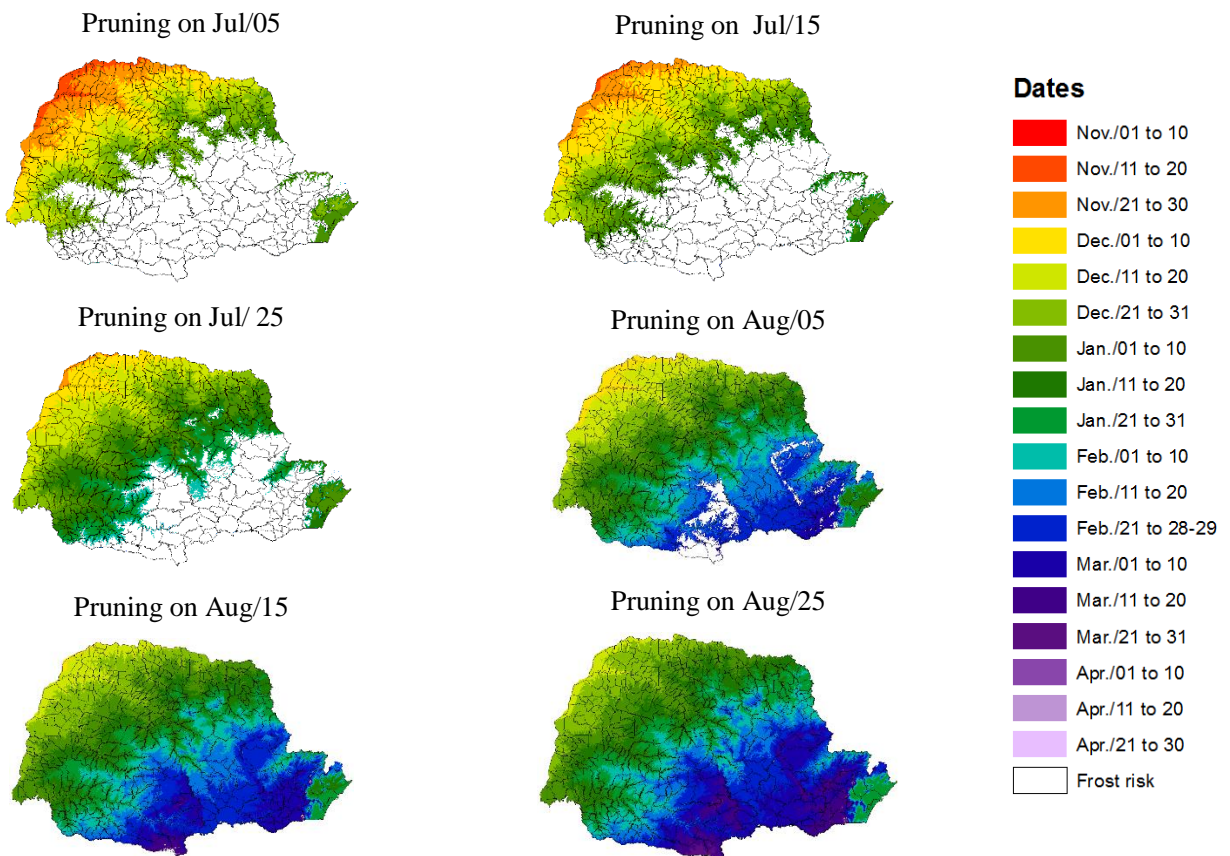 Pruning on Jul/05
Pruning on Jul/15
Pruning on Jul/ 25
Pruning on Aug/05
Pruning on Aug/15
Pruning on Aug/25
Dates
Nov./01 to 10
Nov./11 to 20
Nov./21 to 30
Dec./01 to 10
Dec./11 to 20
Dec./21 to 31
Jan./01 to 10
Jan./11 to 20
Jan./21 to 31
Feb./01 to 10
Feb./11 to 20
Feb./21 to 28-29
Mar./01 to 10
Mar./11 to 20
Mar./21 to 31
Apr./01 to 10
Apr./11 to 20
Apr./21 to 30
Frost risk